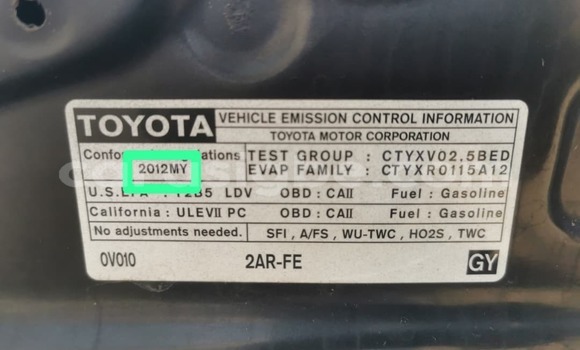 TOYOTA
VEHICLE EMISSION CONTROL INFORMATION
TOYOTA MOTOR CORPORATION
2012MY
TEST GROUP : CTYXV02.5BED
EVAP FAMILY : CTYXR0115A12
U.S.EPA : T2B5 LDV OBD : CAII Fuel : Gasoline
California : ULEVII PC OBD : CAII Fuel : Gasoline
No adjustments needed. SFI , A/FS , WU-TWC , HO2S , TWC
0V010 2AR-FE GY